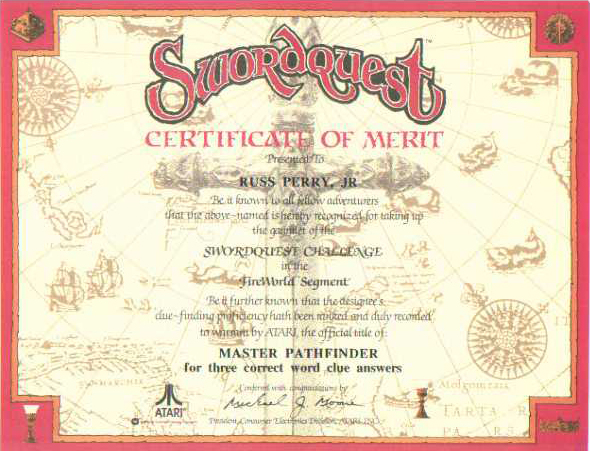 SWORDQUEST™
CERTIFICATE OF MERIT
Presented To
RUSS PERRY, JR
Be it known to all fellow adventurers
that the above-named is hereby recognized for taking up
the gauntlet of the
SWORDQUEST CHALLENGE
in the
FireWorld Segment
Be it further known that the designee's
clue-finding proficiency hath been ranked and duly recorded
to warrant by ATARI, the official title of:
MASTER PATHFINDER
for three correct word clue answers
Conferred with congratulations by
Michael J. Moone
President, Consumer Electronics Division, ATARI, INC.
ATARI®
TARTA R
PA RS